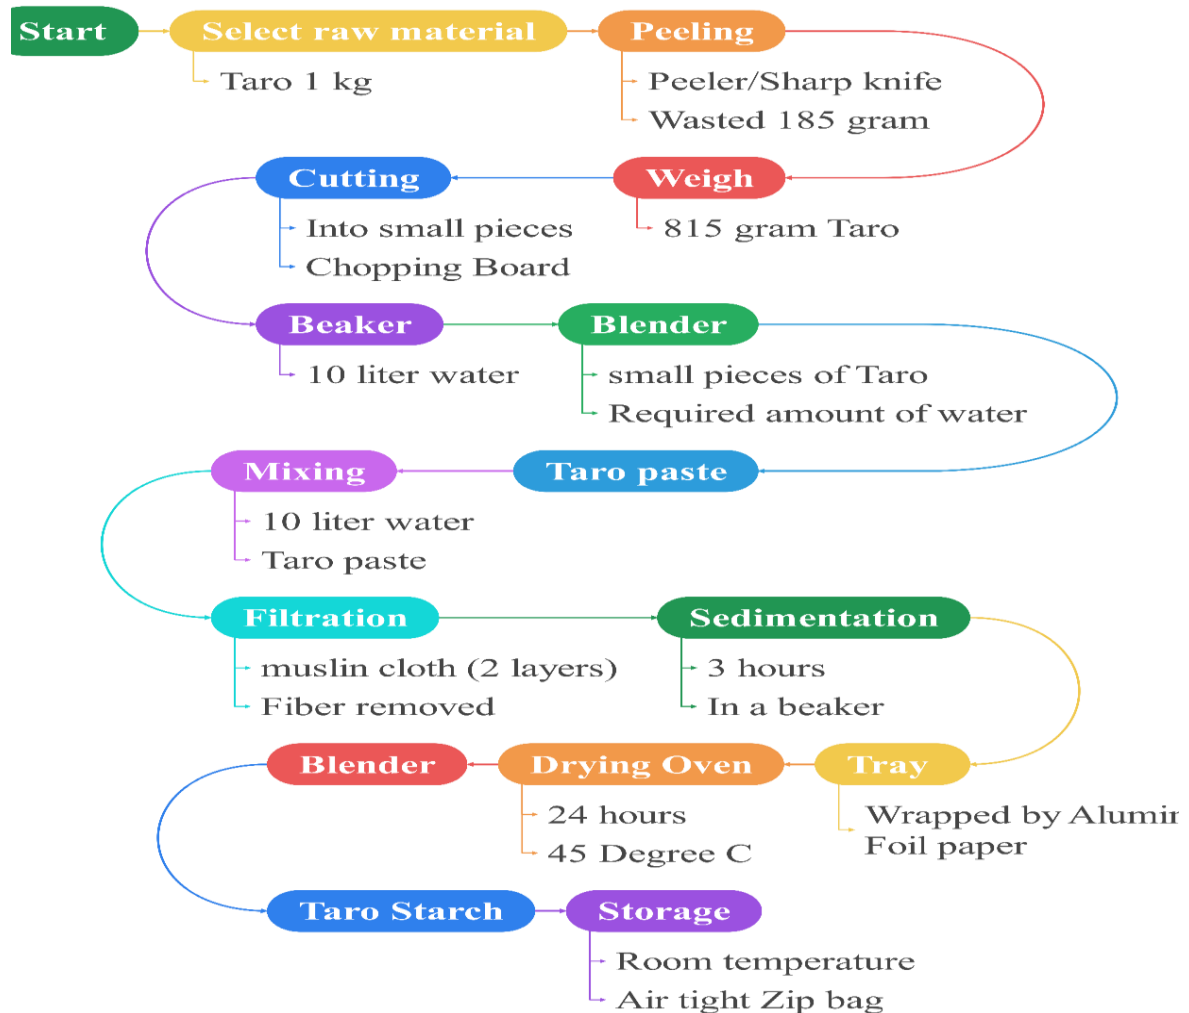 Start
Select raw material
Taro 1 kg
Peeling
Peeler/Sharp knife
Wasted 185 gram
Weigh
815 gram Taro
Cutting
Into small pieces
Chopping Board
Beaker
10 liter water
Blender
small pieces of Taro
Required amount of water
Taro paste
Mixing
10 liter water
Taro paste
Filtration
muslin cloth (2 layers)
Fiber removed
Sedimentation
3 hours
In a beaker
Tray
Wrapped by Alumin
Foil paper
Drying Oven
24 hours
45 Degree C
Blender
Taro Starch
Storage
Room temperature
Air tight Zip bag